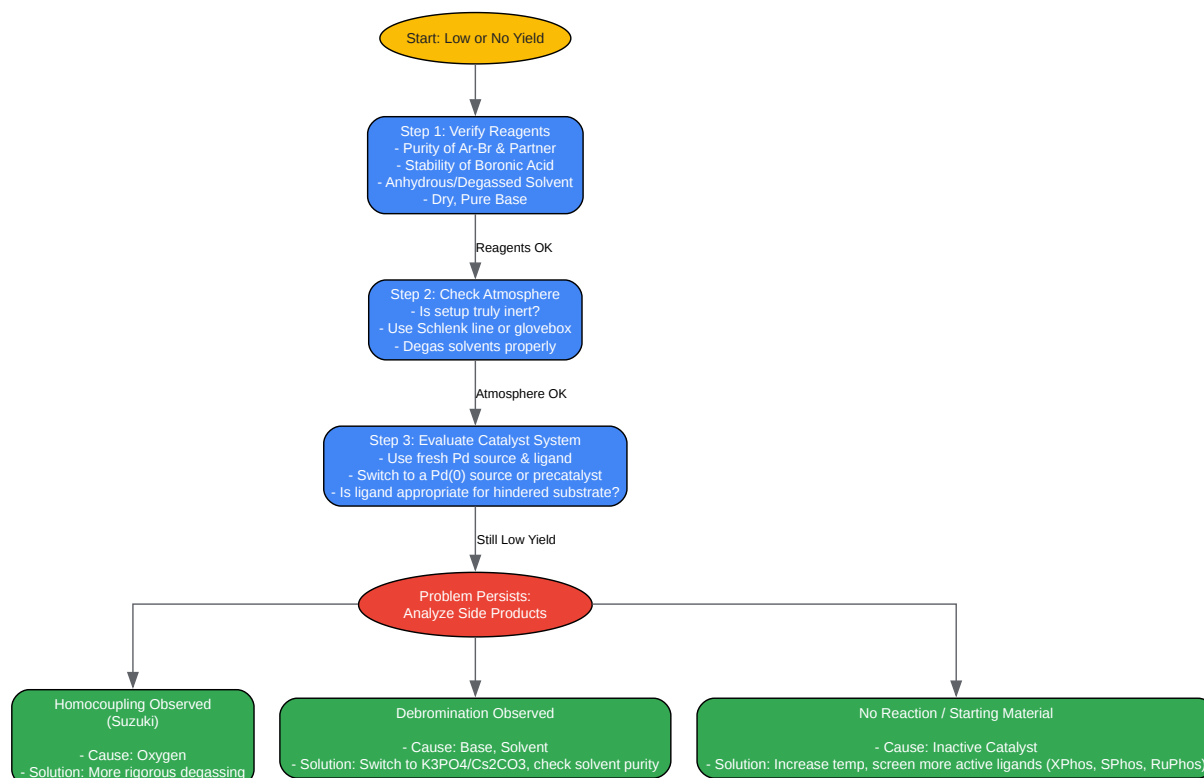 Start: Low or No Yield
Step 1: Verify Reagents
- Purity of Ar-Br & Partner
- Stability of Boronic Acid
- Anhydrous/Degassed Solvent
- Dry, Pure Base
Reagents OK
Step 2: Check Atmosphere
- Is setup truly inert?
- Use Schlenk line or glovebox
- Degas solvents properly
Atmosphere OK
Step 3: Evaluate Catalyst System
- Use fresh Pd source & ligand
- Switch to a Pd(0) source or precatalyst
- Is ligand appropriate for hindered substrate?
Still Low Yield
Problem Persists:
Analyze Side Products
Homocoupling Observed
(Suzuki)
- Cause: Oxygen
- Solution: More rigorous degassing
Debromination Observed
- Cause: Base, Solvent
- Solution: Switch to K3PO4/Cs2CO3, check solvent purity
No Reaction / Starting Material
- Cause: Inactive Catalyst
- Solution: Increase temp, screen more active ligands (XPhos, SPhos, RuPhos)